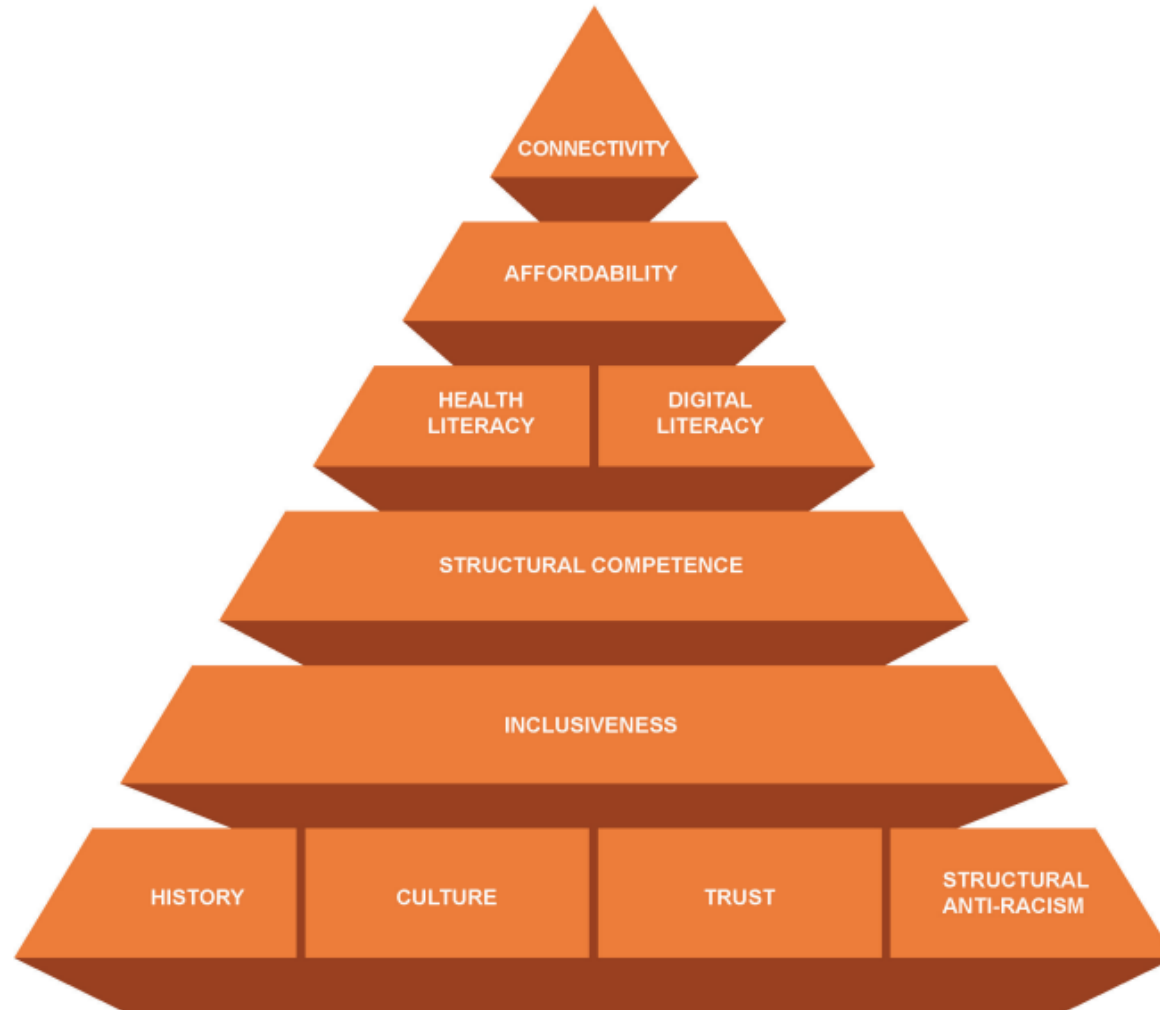 CONNECTIVITY
AFFORDABILITY
HEALTH
LITERACY
DIGITAL
LITERACY
STRUCTURAL COMPETENCE
INCLUSIVENESS
HISTORY
CULTURE
TRUST
STRUCTURAL
ANTI-RACISM